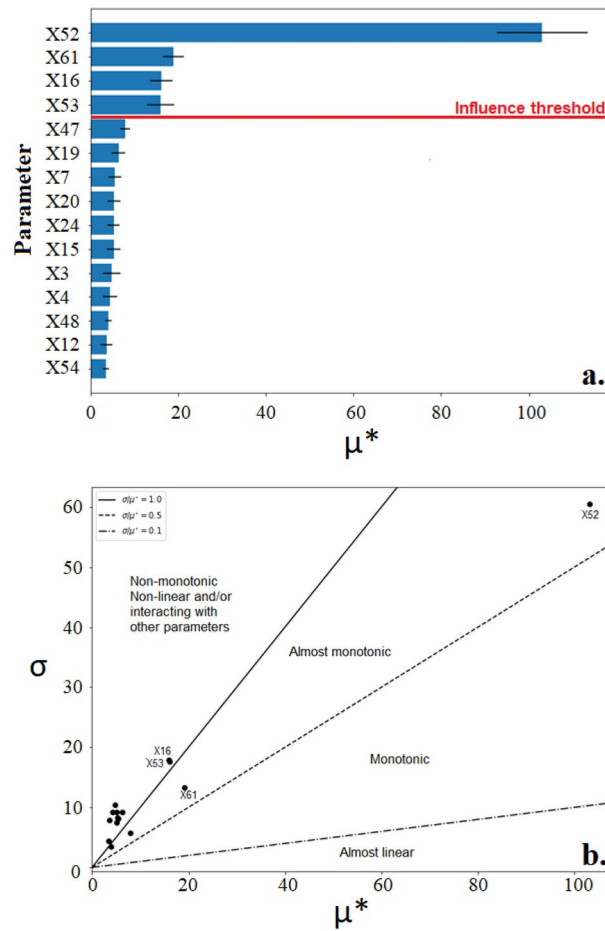 X52
X61
X16
X53
Influence threshold
X47
X19
X7
X20
X24
X15
X3
X4
X48
X12
X54
Parameter
a.
0 20 40 60 80 100
μ*
σ/μ* = 1.0
σ/μ* = 0.5
σ/μ* = 0.1
60
50
40
30
20
10
0
σ
X52
Non-monotonic
Non-linear and/or
interacting with
other parameters
Almost monotonic
X16
X53
X61
Monotonic
Almost linear
b.
0 20 40 60 80 100
μ*